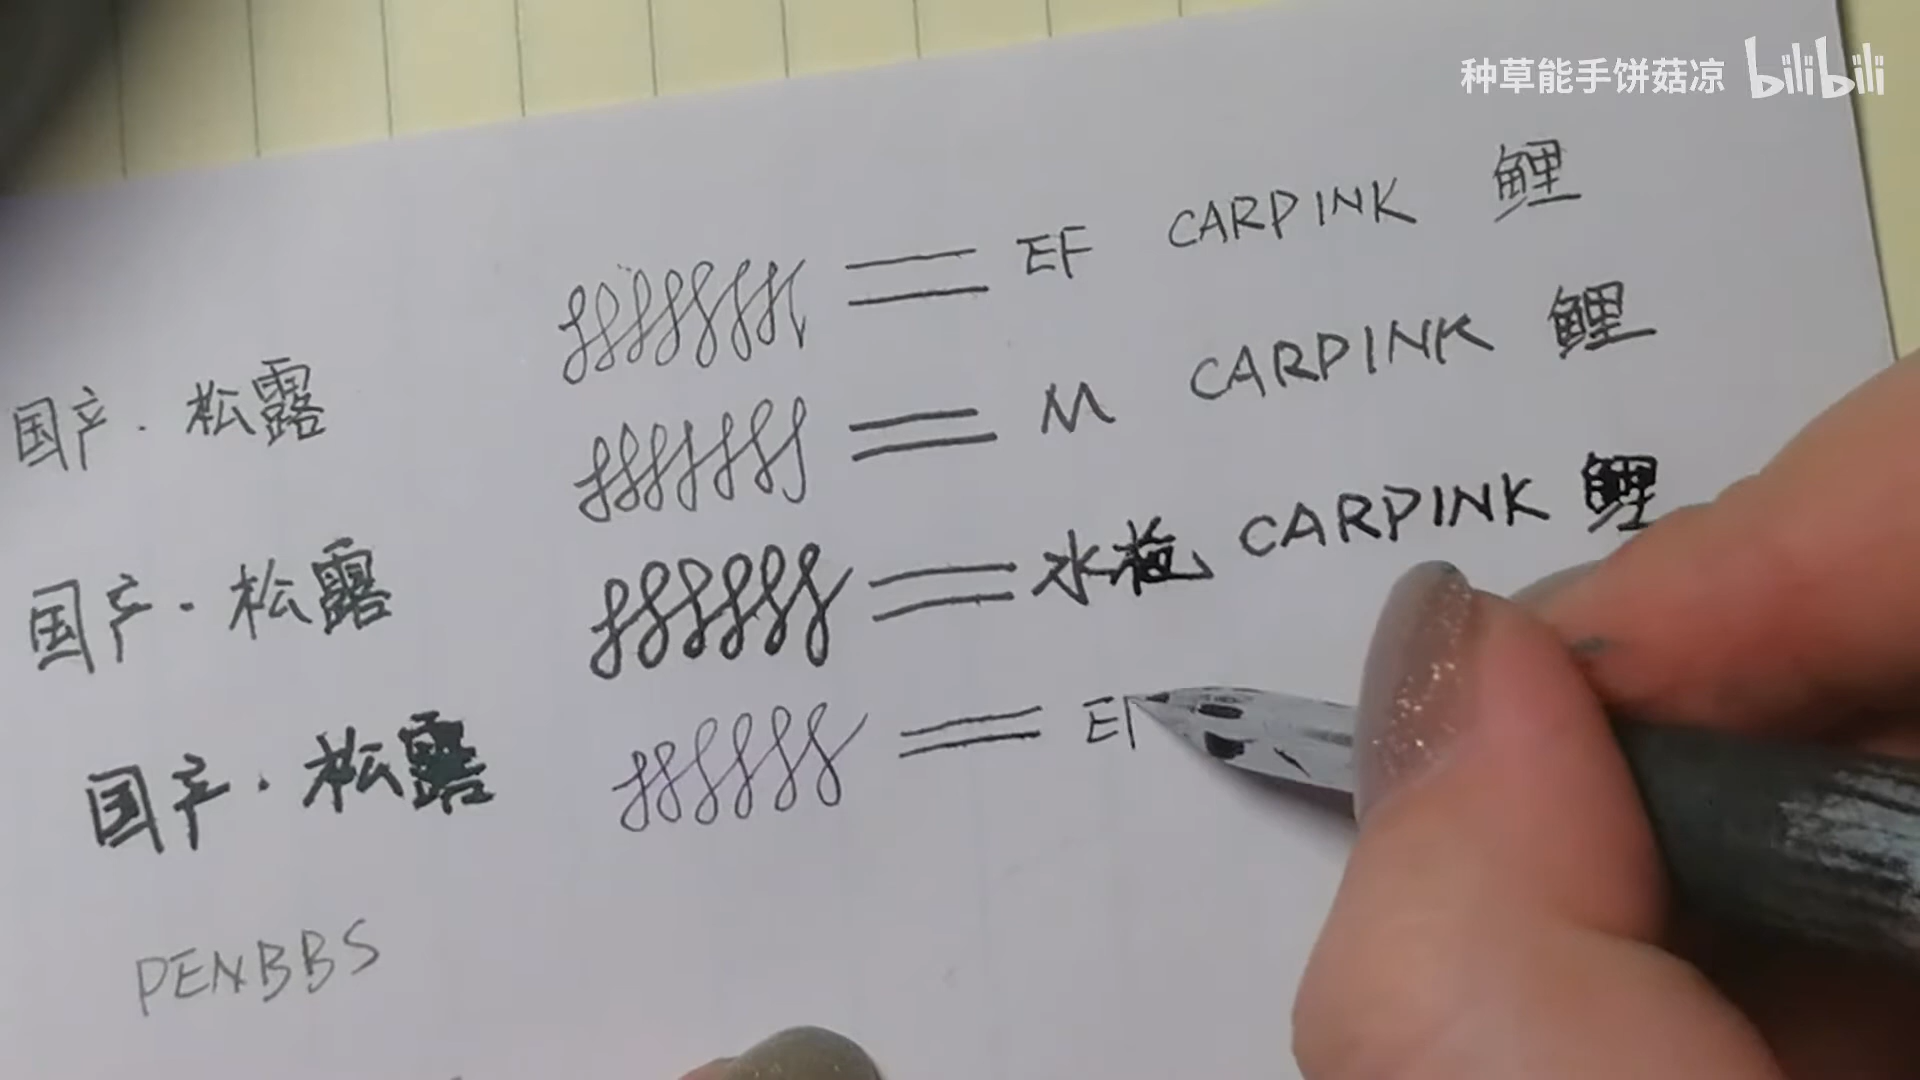 种草能手饼菇凉 bilibili
EF CARPINK 鲤
国产·松露
M CARPINK 鲤
国产·松露
水龙 CARPINK 鲤
国产·松露
EF
PENBBS